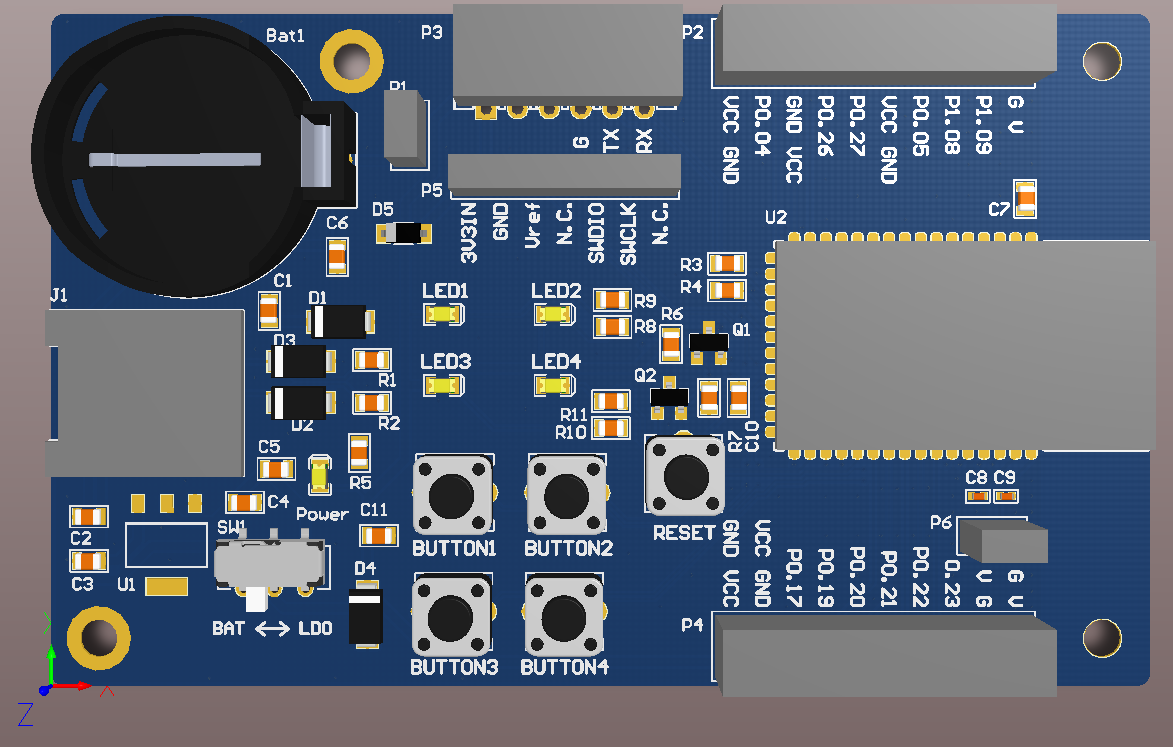 Bat1
P3
P2
P1
G
TX
RX
VCC GND
P0.04
GND VCC
P0.26
P0.27
VCC GND
P0.05
P1.08
P1.09
G V
P5
3V3IN
GND
Vref
N.C.
SWDIO
SWCLK
N.C.
C7
U2
D5
C6
J1
C1
D1
LED1
LED2
R3
R4
R9
R8
R6
Q1
D3
R1
LED3
LED4
Q2
D2
R2
R11
R10
R7
C10
C5
R5
C4
Power
C8
C9
C2
SW1
C11
BUTTON1
BUTTON2
RESET
P6
C3
U1
D4
GND VCC
VCC GND
P0.17
P0.19
P0.20
P0.21
P0.22
0.23
V G
G V
BAT <-> LDO
P4
BUTTON3
BUTTON4
Y
X
Z